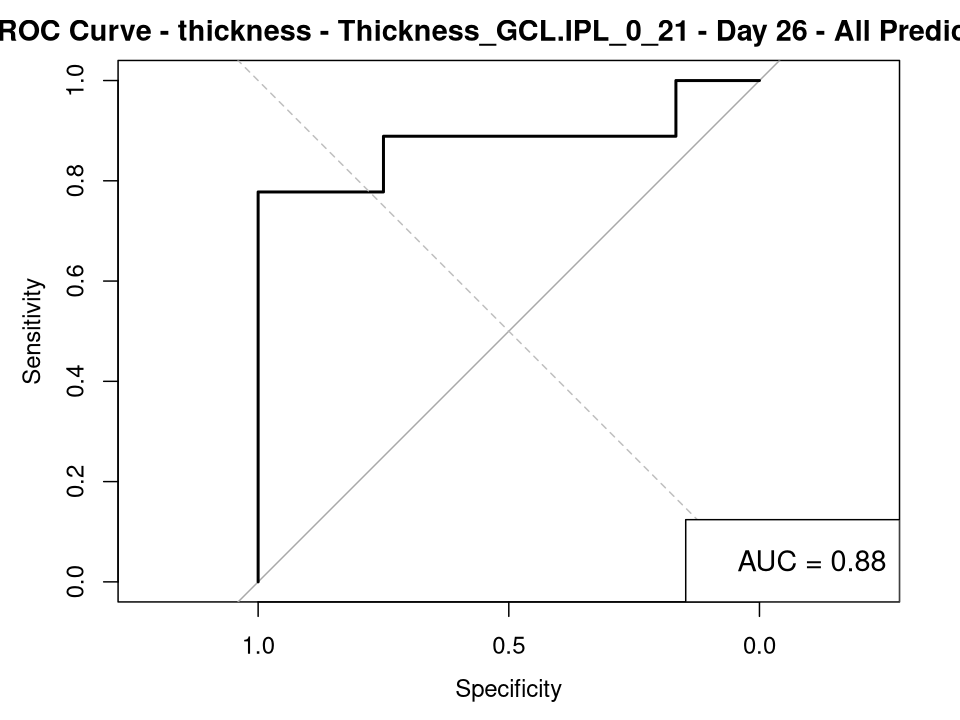 ROC Curve - thickness - Thickness_GCL.IPL_0_21 - Day 26 - All Predic
1.0
0.8
0.6
0.4
0.2
0.0
Sensitivity
AUC = 0.88
1.0 0.5 0.0
Specificity